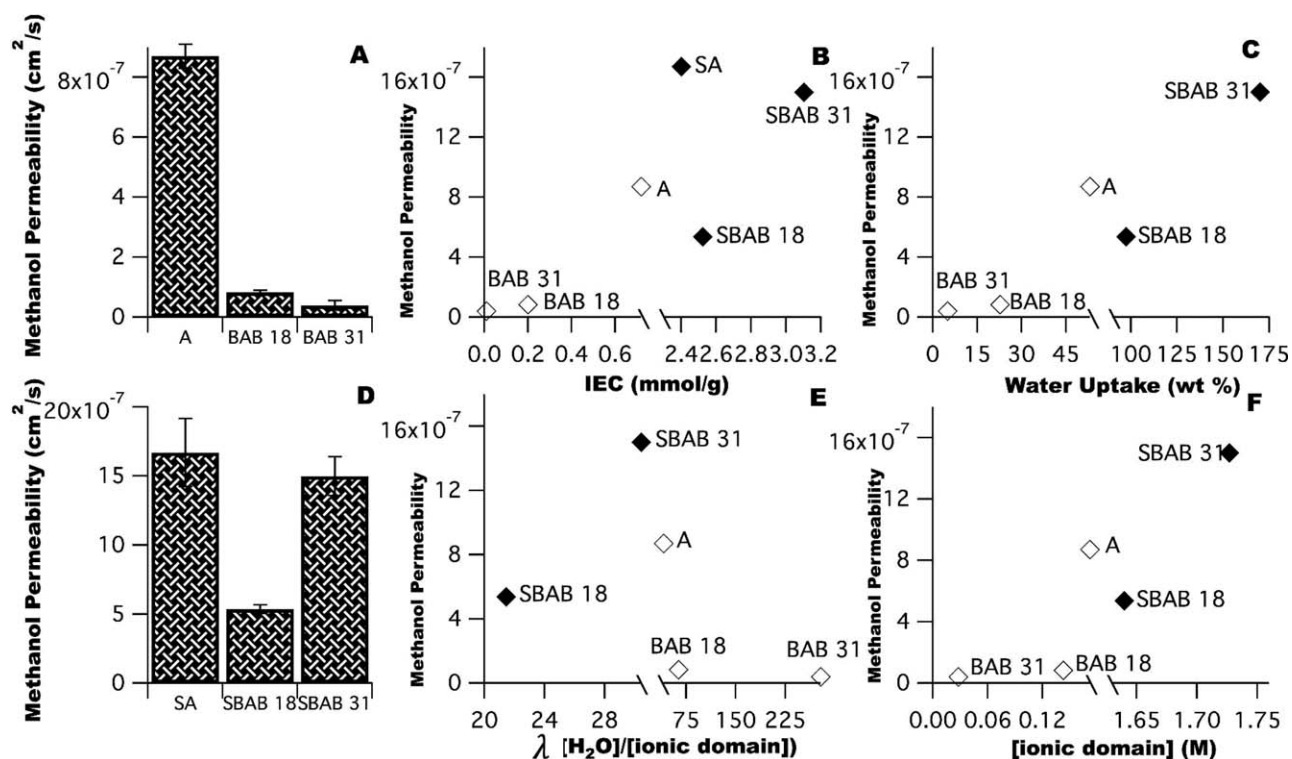 Methanol Permeability (cm²/s)
A
8x10⁻⁷
6
4
2
0
A BAB 18 BAB 31
Methanol Permeability
B
16x10⁻⁷
12
8
4
0
SA
SBAB 31
A
SBAB 18
BAB 31
BAB 18
0.0 0.2 0.4 0.6 2.4 2.6 2.8 3.0 3.2
IEC (mmol/g)
Methanol Permeability
C
16x10⁻⁷
12
8
4
0
SBAB 31
A
SBAB 18
BAB 31
BAB 18
0 15 30 45 100 125 150 175
Water Uptake (wt %)
Methanol Permeability (cm²/s)
D
20x10⁻⁷
15
10
5
0
SA SBAB 18 SBAB 31
Methanol Permeability
E
16x10⁻⁷
12
8
4
0
SBAB 31
A
SBAB 18
BAB 18
BAB 31
20 24 28 75 150 225
λ [H₂O]/[ionic domain])
Methanol Permeability
F
16x10⁻⁷
12
8
4
0
SBAB 31
A
SBAB 18
BAB 31
BAB 18
0.00 0.06 0.12 1.65 1.70 1.75
[ionic domain] (M)